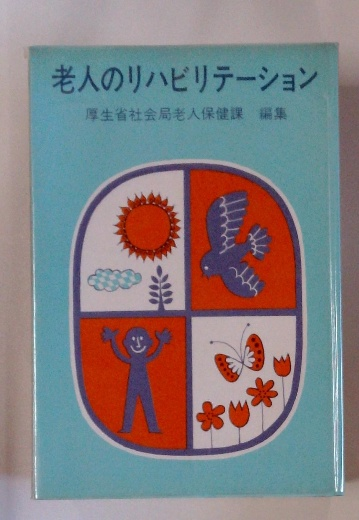 老人のリハビリテーション
厚生省社会局老人保健課 編集